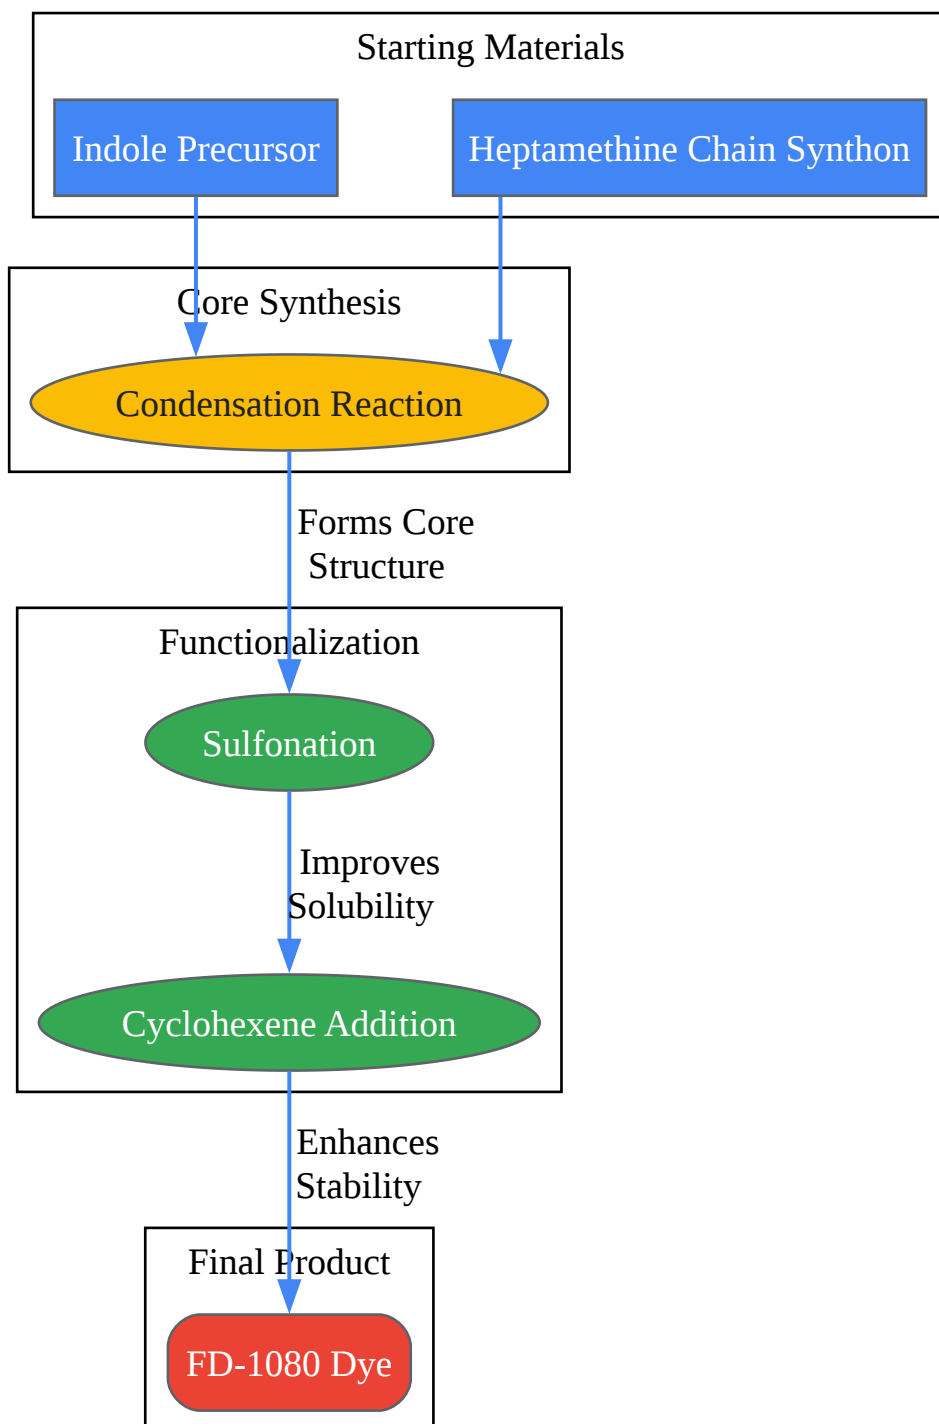 Starting Materials
Indole Precursor
Heptamethine Chain Synthon
Core Synthesis
Condensation Reaction
Forms Core
Structure
Functionalization
Sulfonation
Improves
Solubility
Cyclohexene Addition
Enhances
Stability
Final Product
FD-1080 Dye